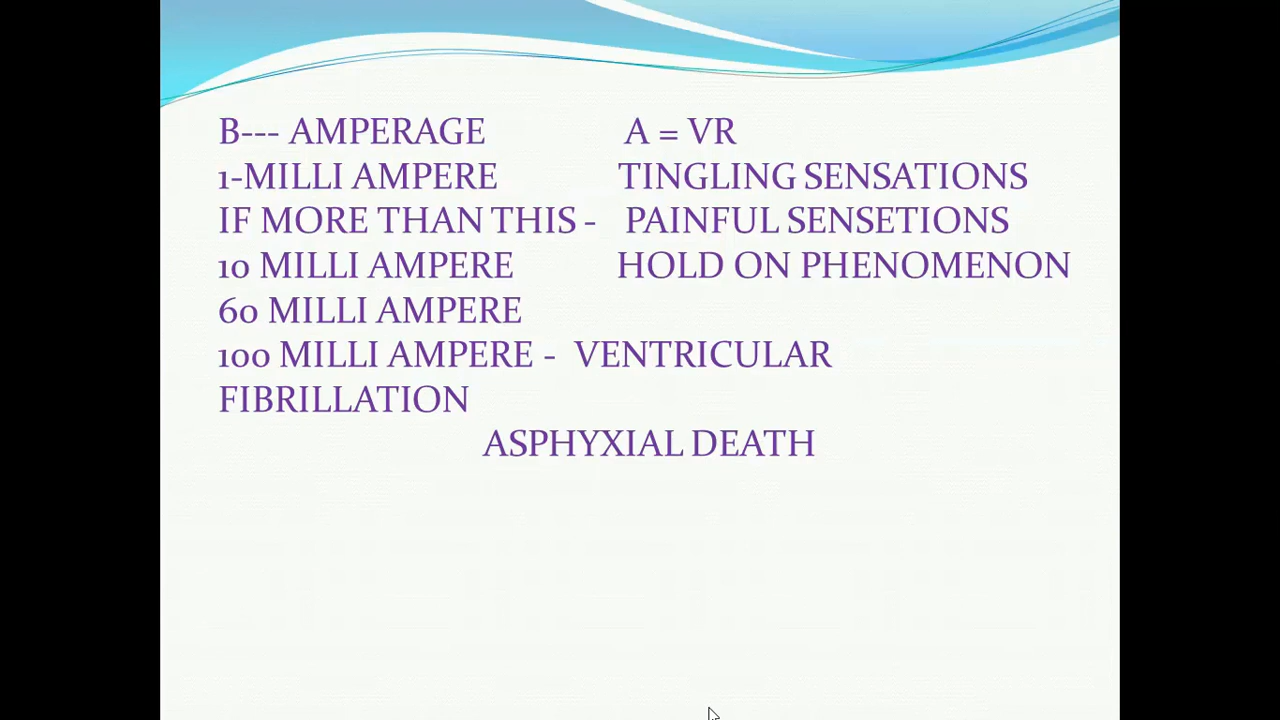 B--- AMPERAGE A = VR
1-MILLI AMPERE TINGLING SENSATIONS
IF MORE THAN THIS - PAINFUL SENSETIONS
10 MILLI AMPERE HOLD ON PHENOMENON
60 MILLI AMPERE
100 MILLI AMPERE - VENTRICULAR
FIBRILLATION
ASPHYXIAL DEATH